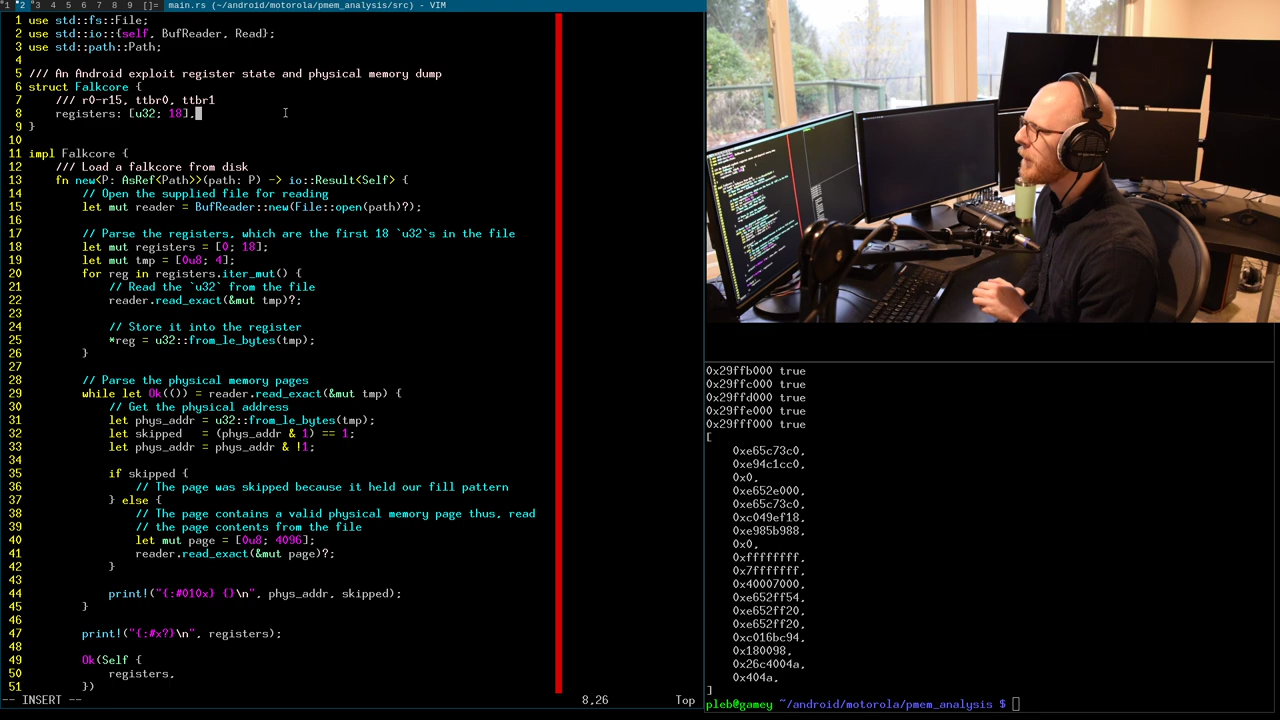 1 2 3 4 5 6 7 8 9 []= main.rs (~/android/motorola/pmem_analysis/src) - VIM
1 use std::fs::File;
2 use std::io::{self, BufReader, Read};
3 use std::path::Path;
4
5 /// An Android exploit register state and physical memory dump
6 struct Falkcore {
7     /// r0-r15, ttbr0, ttbr1
8     registers: [u32; 18],
9 }
10
11 impl Falkcore {
12     /// Load a falkcore from disk
13     fn new<P: AsRef<Path>>(path: P) -> io::Result<Self> {
14         // Open the supplied file for reading
15         let mut reader = BufReader::new(File::open(path)?);
16
17         // Parse the registers, which are the first 18 `u32`s in the file
18         let mut registers = [0; 18];
19         let mut tmp = [0u8; 4];
20         for reg in registers.iter_mut() {
21             // Read the `u32` from the file
22             reader.read_exact(&mut tmp)?;
23
24             // Store it into the register
25             *reg = u32::from_le_bytes(tmp);
26         }
27
28         // Parse the physical memory pages
29         while let Ok(()) = reader.read_exact(&mut tmp) {
30             // Get the physical address
31             let phys_addr = u32::from_le_bytes(tmp);
32             let skipped   = (phys_addr & 1) == 1;
33             let phys_addr = phys_addr & !1;
34
35             if skipped {
36                 // The page was skipped because it held our fill pattern
37             } else {
38                 // The page contains a valid physical memory page thus, read
39                 // the page contents from the file
40                 let mut page = [0u8; 4096];
41                 reader.read_exact(&mut page)?;
42             }
43
44             print!("{:#010x} {}\n", phys_addr, skipped);
45         }
46
47         print!("{:#x?}\n", registers);
48
49         Ok(Self {
50             registers,
51         })
-- INSERT -- 8,26 Top
0x29ffb000 true
0x29ffc000 true
0x29ffd000 true
0x29ffe000 true
0x29fff000 true
[
    0xe65c73c0,
    0xe94c1cc0,
    0x0,
    0xe652e000,
    0xe65c73c0,
    0xc049ef18,
    0xe985b988,
    0x0,
    0xffffffff,
    0x7fffffff,
    0x40007000,
    0xe652ff54,
    0xe652ff20,
    0xe652ff20,
    0xc016bc94,
    0x180098,
    0x26c4004a,
    0x404a,
]
pleb@gamey ~/android/motorola/pmem_analysis $